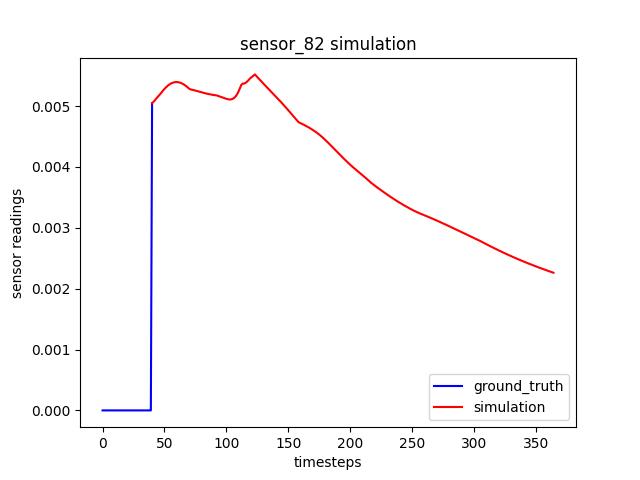 sensor_82 simulation
sensor readings
0.005
0.004
0.003
0.002
0.001
0.000
0 50 100 150 200 250 300 350
timesteps
ground_truth
simulation